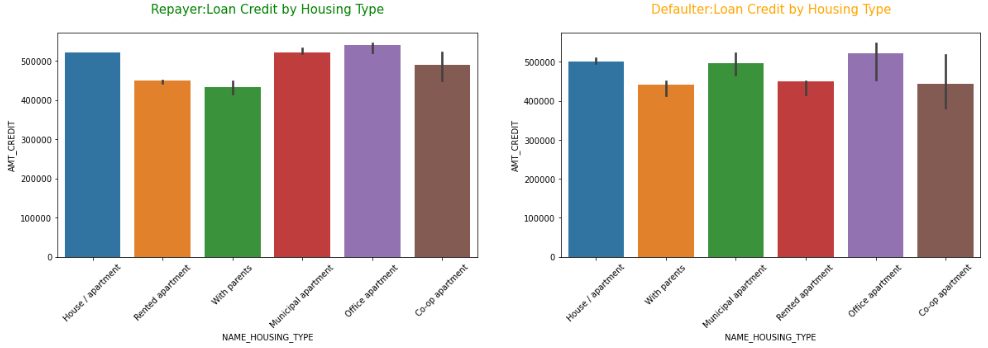 Repayer:Loan Credit by Housing Type
AMT_CREDIT
500000
400000
300000
200000
100000
0
House / apartment
Rented apartment
With parents
Municipal apartment
Office apartment
Co-op apartment
NAME_HOUSING_TYPE
Defaulter:Loan Credit by Housing Type
AMT_CREDIT
500000
400000
300000
200000
100000
0
House / apartment
With parents
Municipal apartment
Rented apartment
Office apartment
Co-op apartment
NAME_HOUSING_TYPE